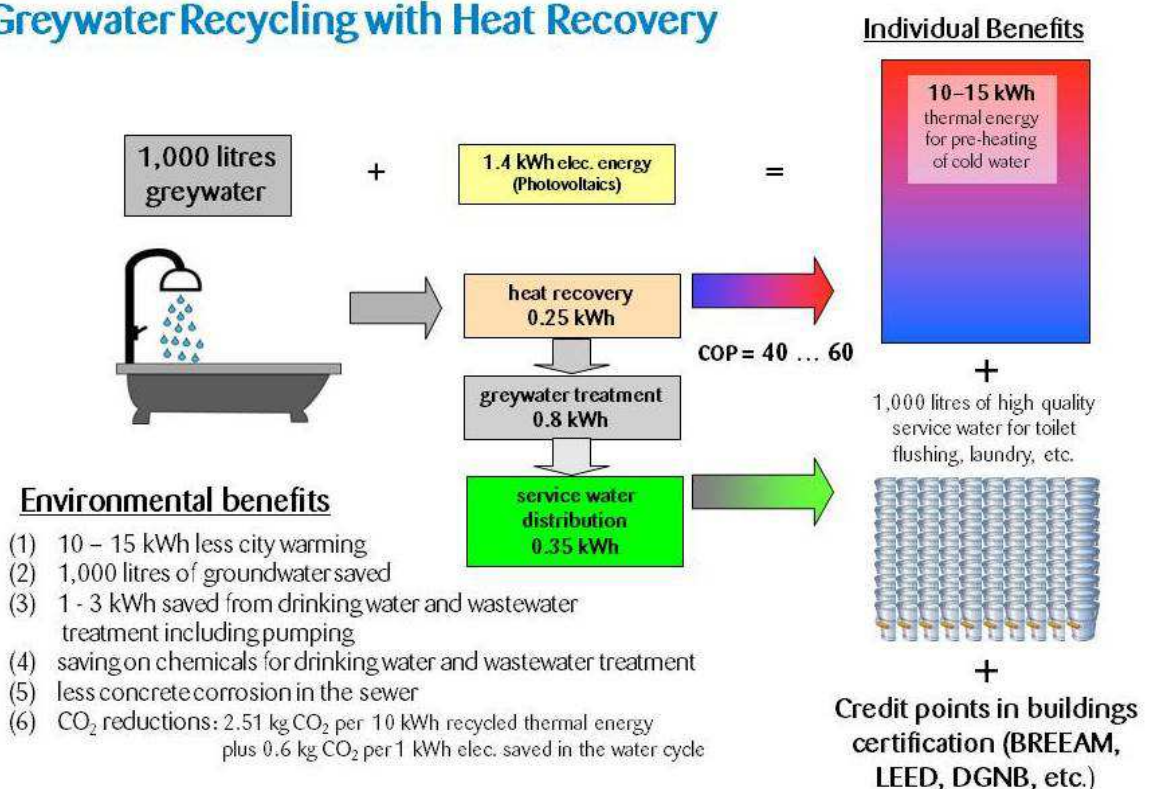 Greywater Recycling with Heat Recovery
Individual Benefits
1,000 litres
greywater
+
1.4 kWh elec. energy
(Photovoltaics)
=
10–15 kWh
thermal energy
for pre-heating
of cold water
heat recovery
0.25 kWh
COP = 40 ... 60
greywater treatment
0.8 kWh
service water
distribution
0.35 kWh
+
1,000 litres of high quality
service water for toilet
flushing, laundry, etc.
+
Credit points in buildings
certification (BREEAM,
LEED, DGNB, etc.)
Environmental benefits
(1) 10 – 15 kWh less city warming
(2) 1,000 litres of groundwater saved
(3) 1 - 3 kWh saved from drinking water and wastewater
treatment including pumping
(4) saving on chemicals for drinking water and wastewater treatment
(5) less concrete corrosion in the sewer
(6) CO₂ reductions: 2.51 kg CO₂ per 10 kWh recycled thermal energy
plus 0.6 kg CO₂ per 1 kWh elec. saved in the water cycle